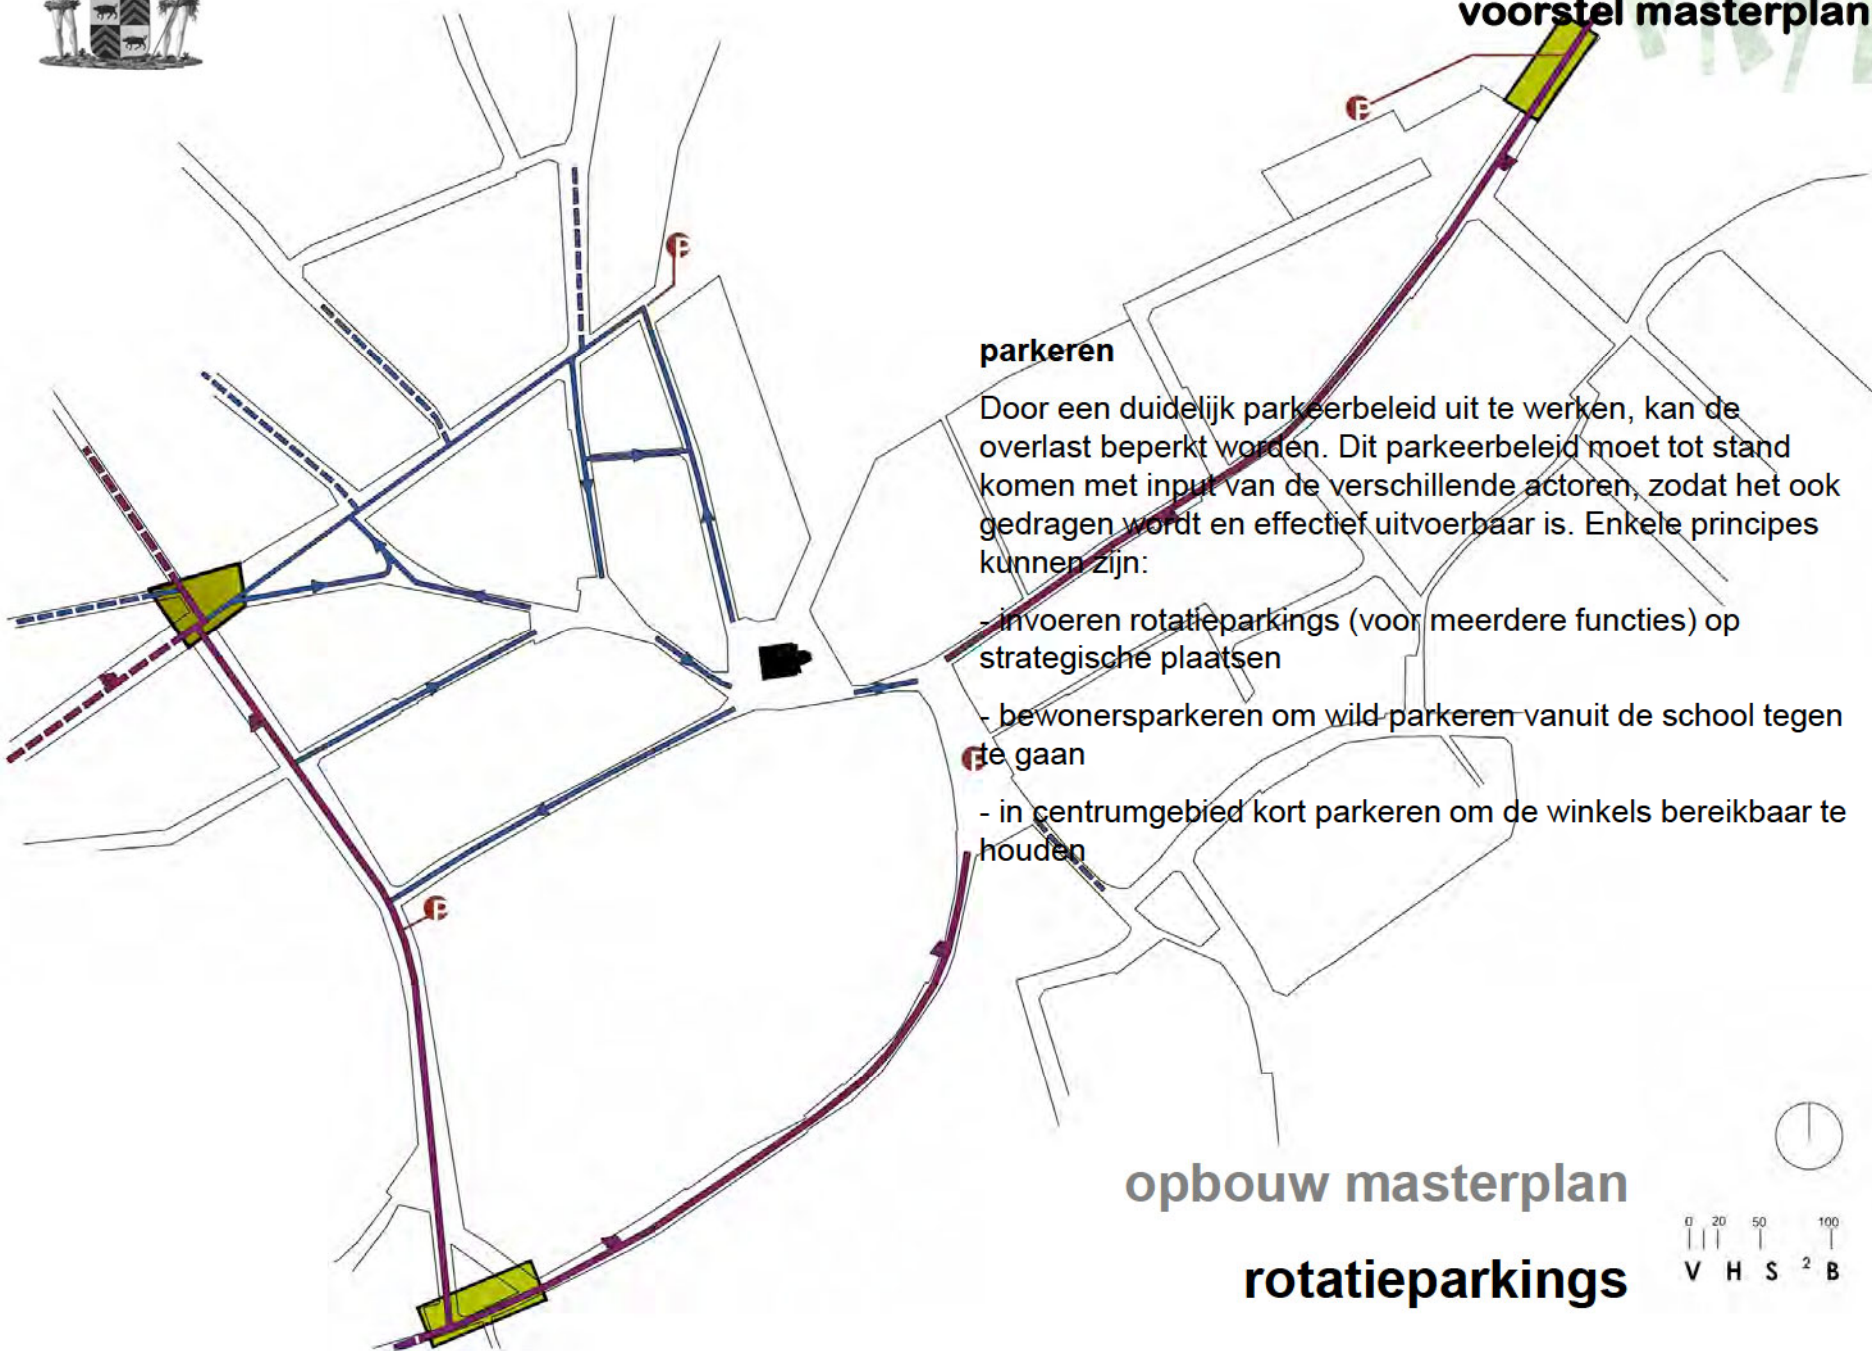 voorstel masterplan
P
P
parkeren
Door een duidelijk parkeerbeleid uit te werken, kan de
overlast beperkt worden. Dit parkeerbeleid moet tot stand
komen met input van de verschillende actoren, zodat het ook
gedragen wordt en effectief uitvoerbaar is. Enkele principes
kunnen zijn:
- invoeren rotatieparkings (voor meerdere functies) op
strategische plaatsen
- bewonersparkeren om wild parkeren vanuit de school tegen
P te gaan
- in centrumgebied kort parkeren om de winkels bereikbaar te
houden
P
opbouw masterplan
rotatieparkings
0 20 50 100
V H S ² B